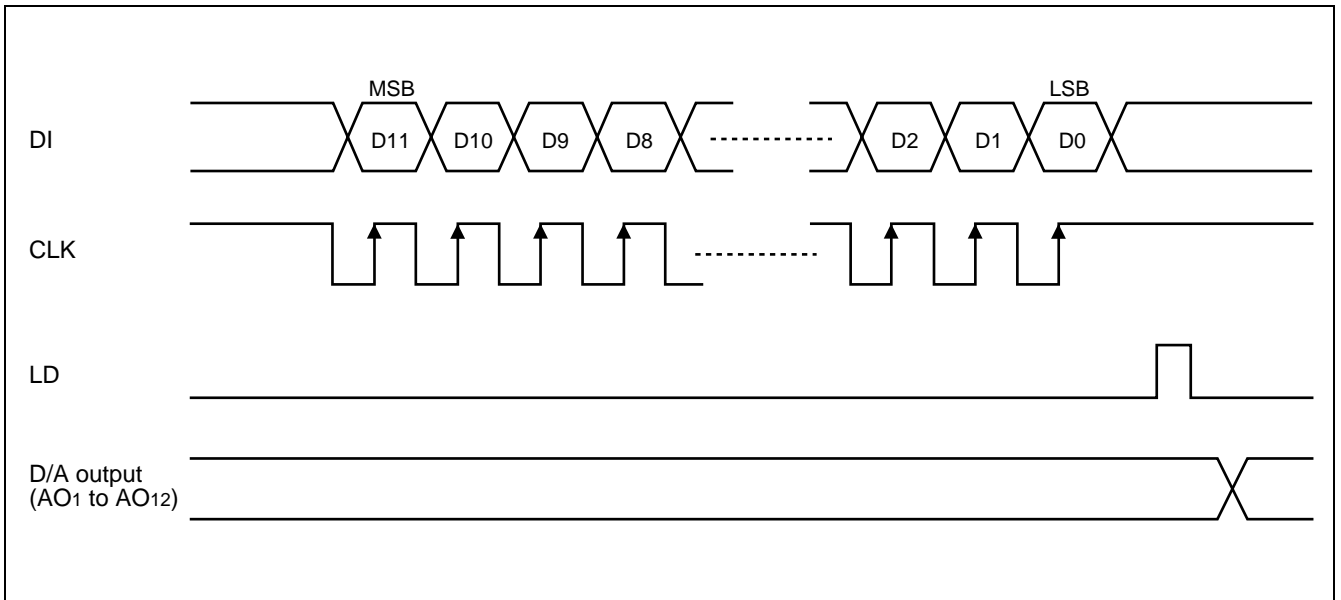 MSB LSB
DI D11 D10 D9 D8 D2 D1 D0
CLK
LD
D/A output
(AO1 to AO12)